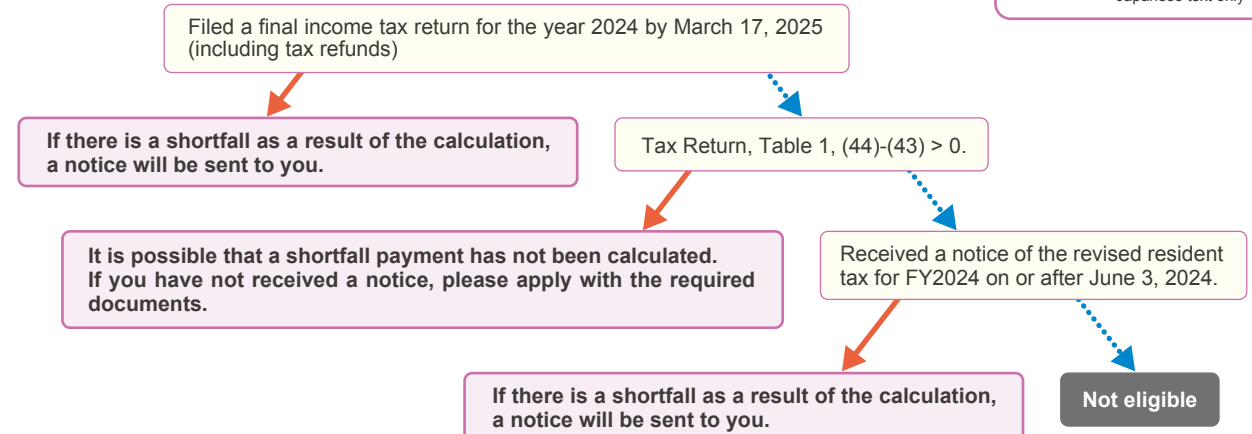 Japanese text only
Filed a final income tax return for the year 2024 by March 17, 2025
(including tax refunds)
If there is a shortfall as a result of the calculation,
a notice will be sent to you.
Tax Return, Table 1, (44)-(43) > 0.
It is possible that a shortfall payment has not been calculated.
If you have not received a notice, please apply with the required
documents.
Received a notice of the revised resident
tax for FY2024 on or after June 3, 2024.
If there is a shortfall as a result of the calculation,
a notice will be sent to you.
Not eligible